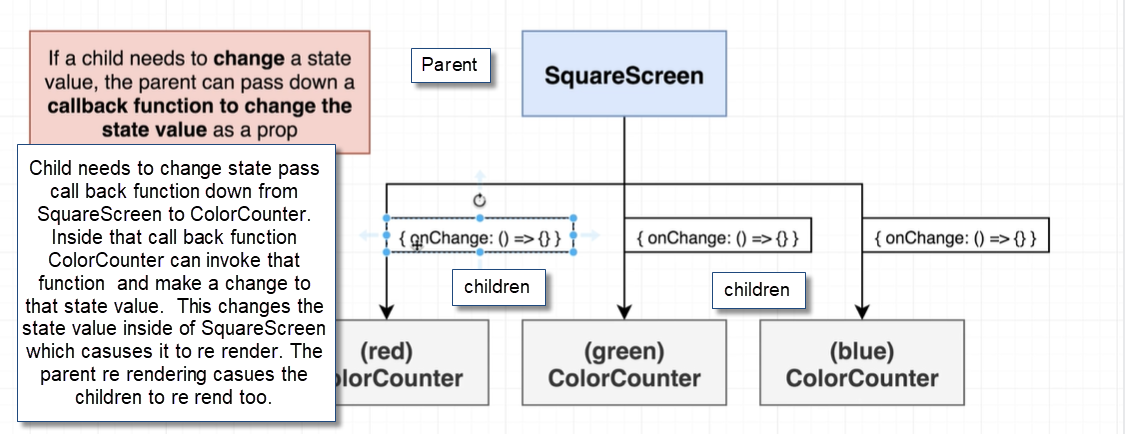 If a child needs to change a state
value, the parent can pass down a
callback function to change the
state value as a prop
Parent
SquareScreen
Child needs to change state pass
call back function down from
SquareScreen to ColorCounter.
Inside that call back function
ColorCounter can invoke that
function and make a change to
that state value. This changes the
state value inside of SquareScreen
which casuses it to re render. The
parent re rendering casues the
children to re rend too.
{ onChange: () => {} }
{ onChange: () => {} }
{ onChange: () => {} }
children
children
(red)
olorCounter
(green)
ColorCounter
(blue)
ColorCounter